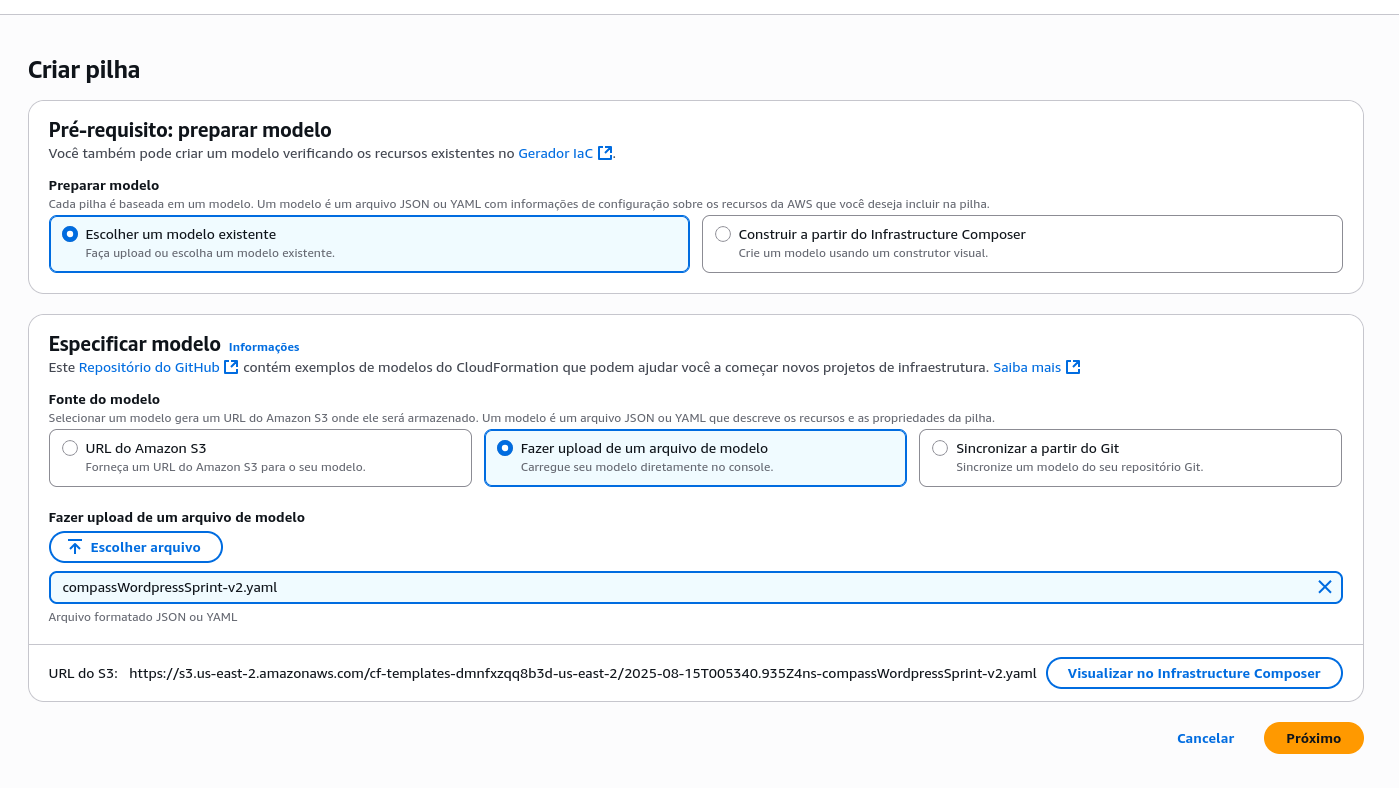 Criar pilha
Pré-requisito: preparar modelo
Você também pode criar um modelo verificando os recursos existentes no Gerador IaC.
Preparar modelo
Cada pilha é baseada em um modelo. Um modelo é um arquivo JSON ou YAML com informações de configuração sobre os recursos da AWS que você deseja incluir na pilha.
Escolher um modelo existente
Faça upload ou escolha um modelo existente.
Construir a partir do Infrastructure Composer
Crie um modelo usando um construtor visual.
Especificar modelo Informações
Este Repositório do GitHub contém exemplos de modelos do CloudFormation que podem ajudar você a começar novos projetos de infraestrutura. Saiba mais
Fonte do modelo
Selecionar um modelo gera um URL do Amazon S3 onde ele será armazenado. Um modelo é um arquivo JSON ou YAML que descreve os recursos e as propriedades da pilha.
URL do Amazon S3
Forneça um URL do Amazon S3 para o seu modelo.
Fazer upload de um arquivo de modelo
Carregue seu modelo diretamente no console.
Sincronizar a partir do Git
Sincronize um modelo do seu repositório Git.
Fazer upload de um arquivo de modelo
Escolher arquivo
compassWordpressSprint-v2.yaml
Arquivo formatado JSON ou YAML
URL do S3: https://s3.us-east-2.amazonaws.com/cf-templates-dmnfxzqq8b3d-us-east-2/2025-08-15T005340.935Z4ns-compassWordpressSprint-v2.yaml
Visualizar no Infrastructure Composer
Cancelar
Próximo